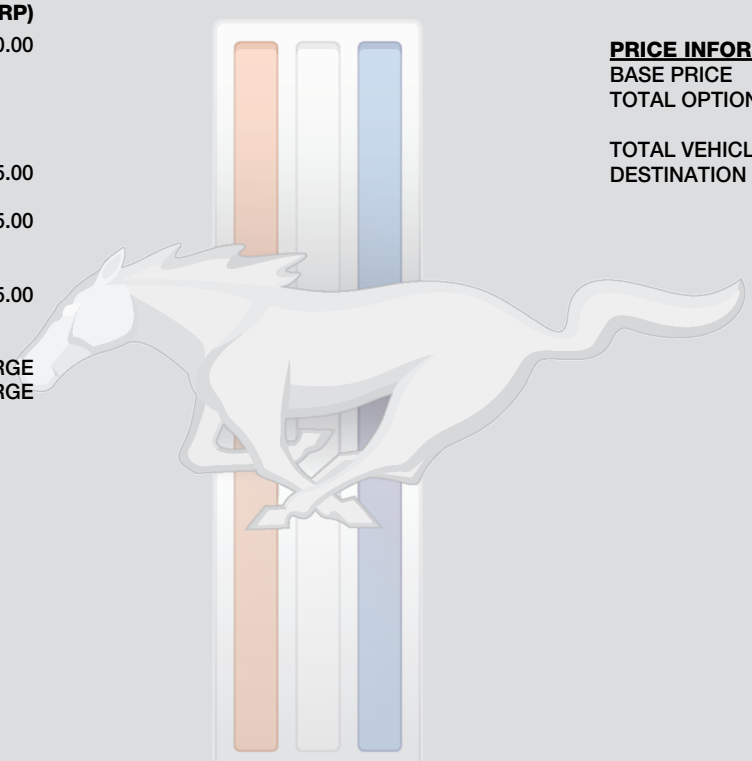 RP)
0.00
5.00
5.00
5.00
RGE
RGE
PRICE INFOR
BASE PRICE
TOTAL OPTION
TOTAL VEHICL
DESTINATION